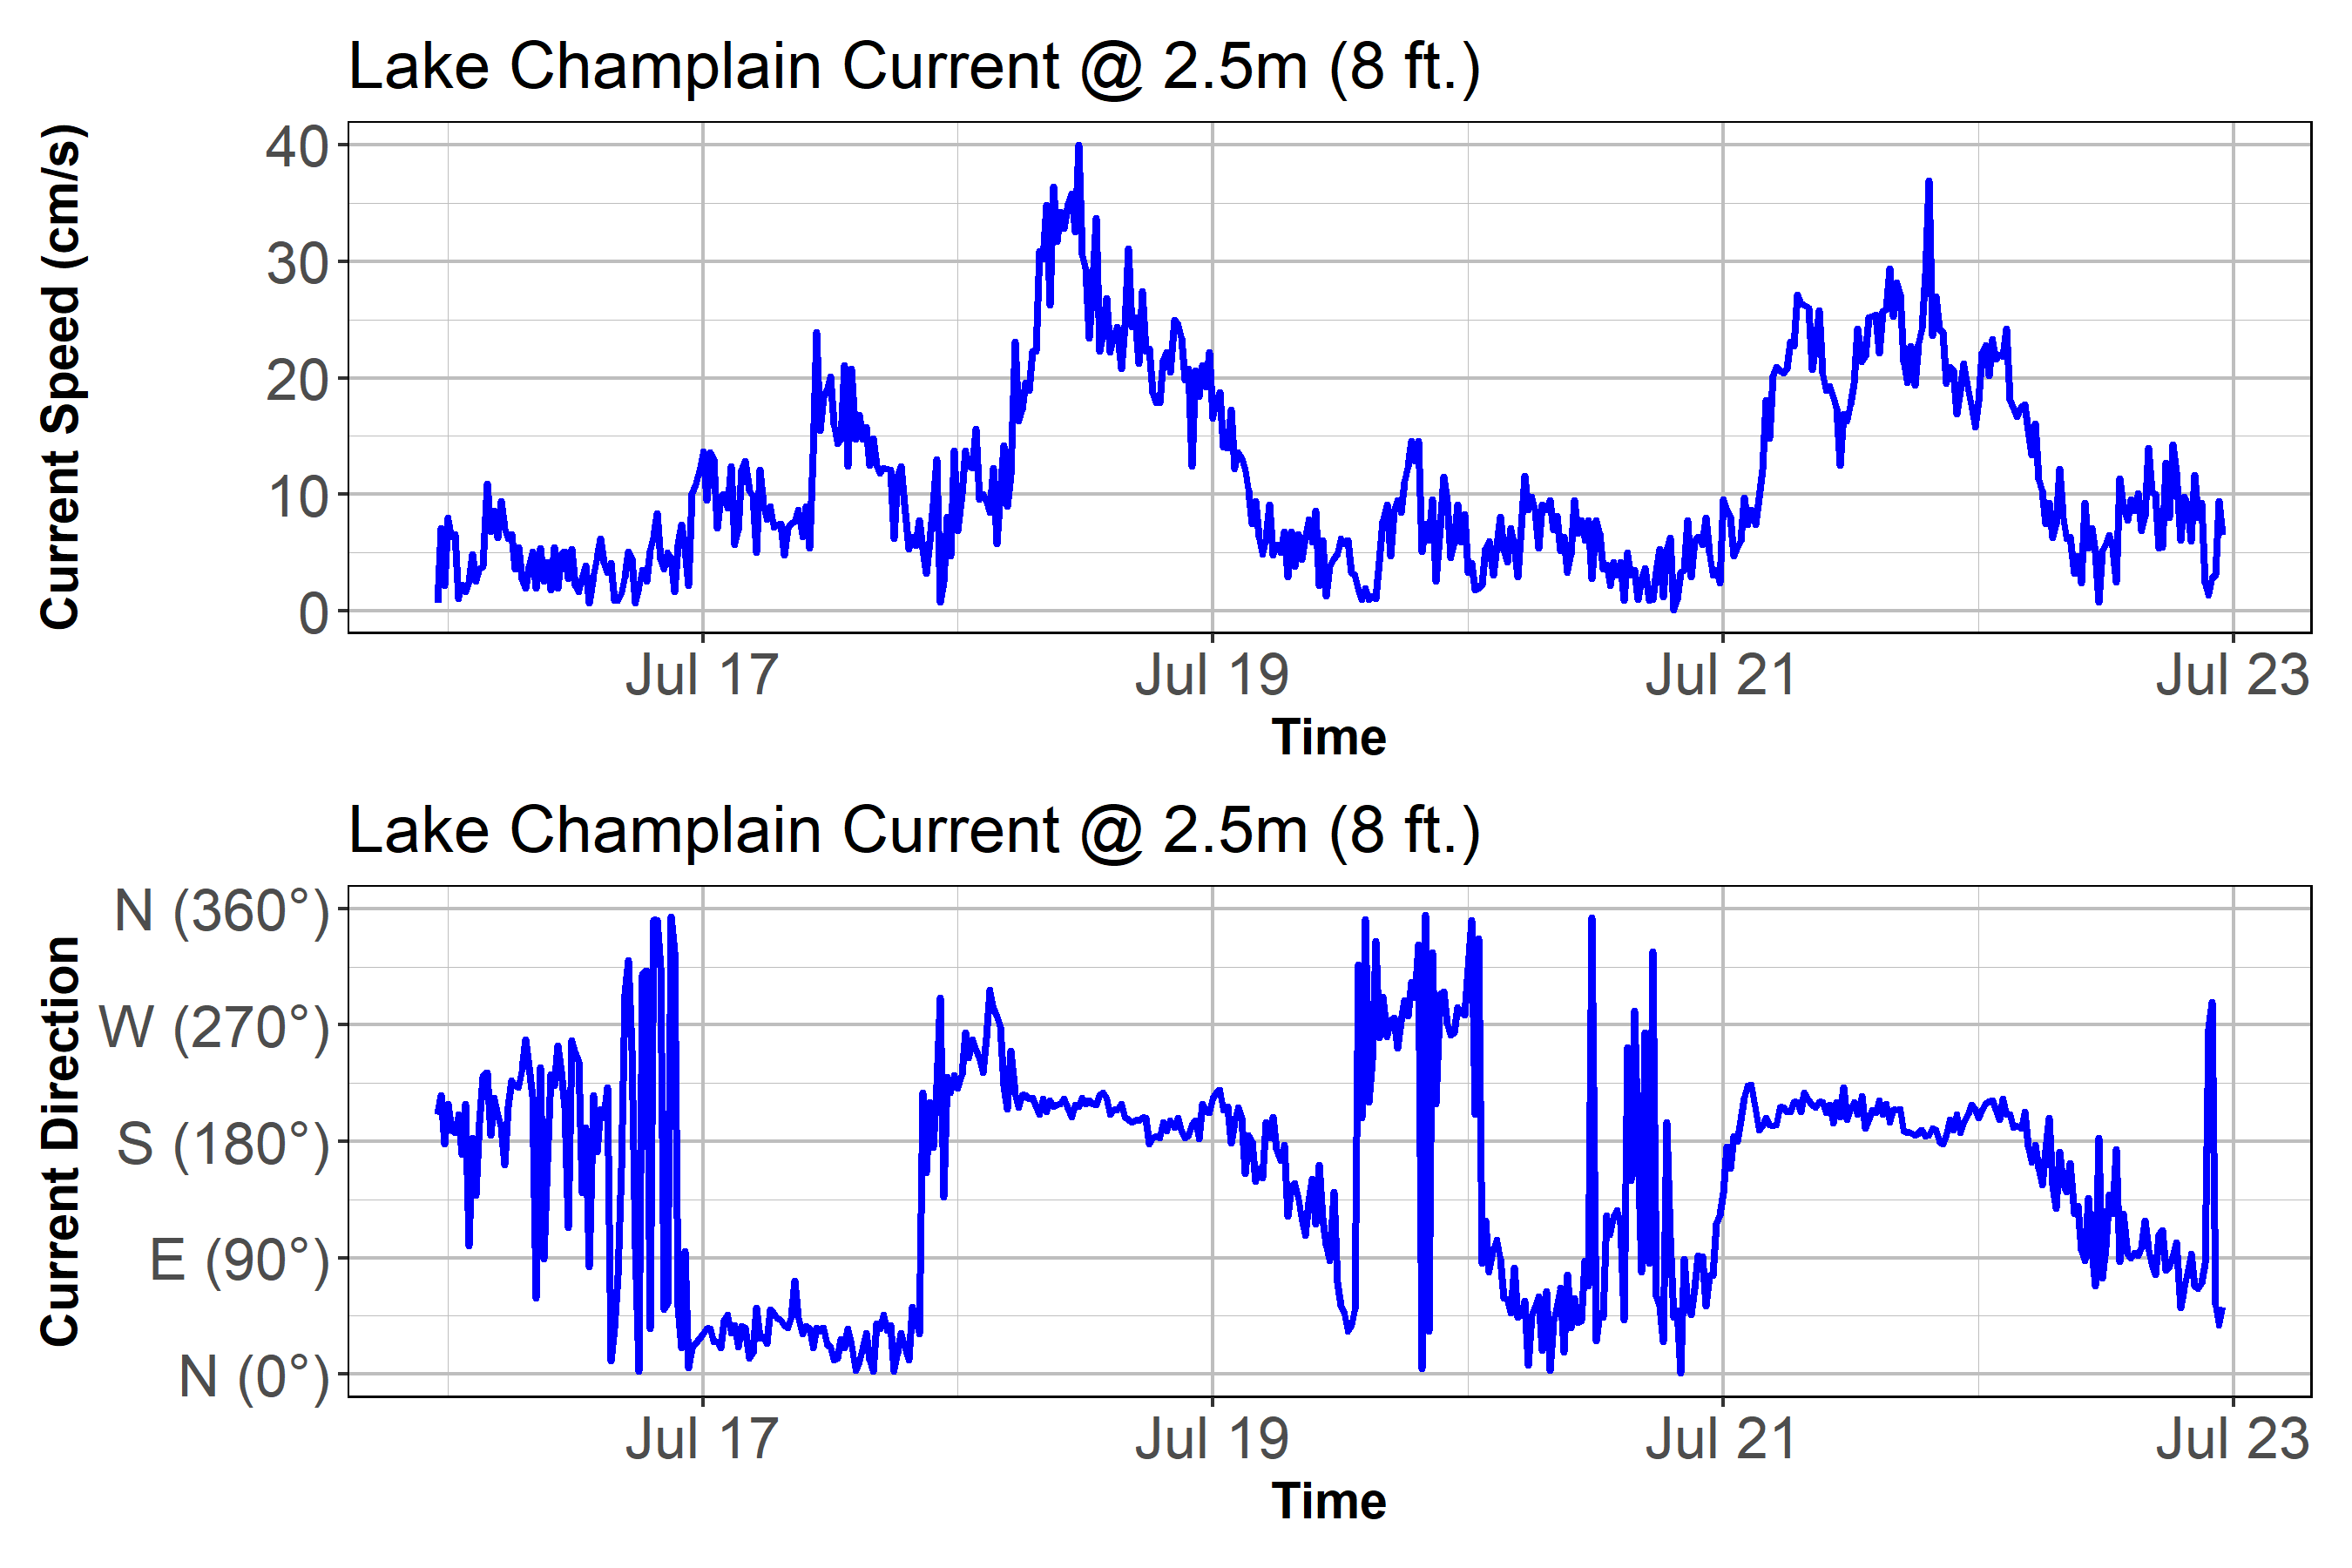 Lake Champlain Current @ 2.5m (8 ft.)
Current Speed (cm/s)
40
30
20
10
0
Jul 17 Jul 19 Jul 21 Jul 23
Time
Lake Champlain Current @ 2.5m (8 ft.)
Current Direction
N (360°)
W (270°)
S (180°)
E (90°)
N (0°)
Jul 17 Jul 19 Jul 21 Jul 23
Time